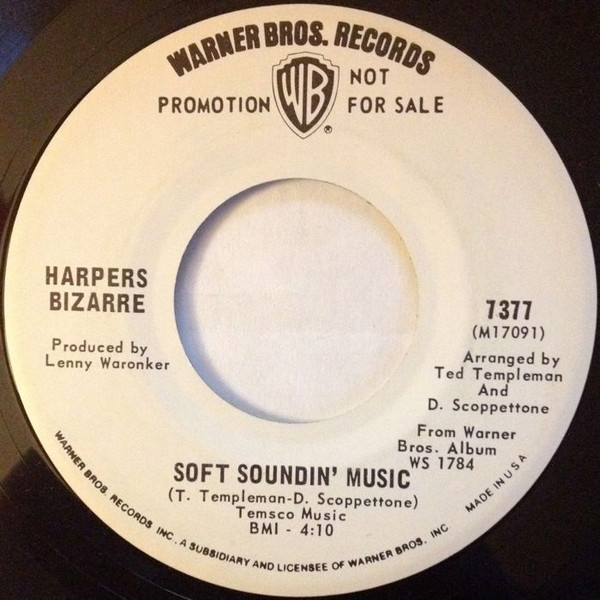 WARNER BROS. RECORDS
WB
®
PROMOTION
NOT
FOR SALE
HARPERS
BIZARRE
Produced by
Lenny Waronker
7377
(M17091)
Arranged by
Ted Templeman
And
D. Scoppettone
From Warner
Bros. Album
WS 1784
SOFT SOUNDIN' MUSIC
(T. Templeman-D. Scoppettone)
Temsco Music
BMI - 4:10
WARNER BROS. RECORDS INC. A SUBSIDIARY AND LICENSEE OF WARNER BROS. INC
MADE IN USA